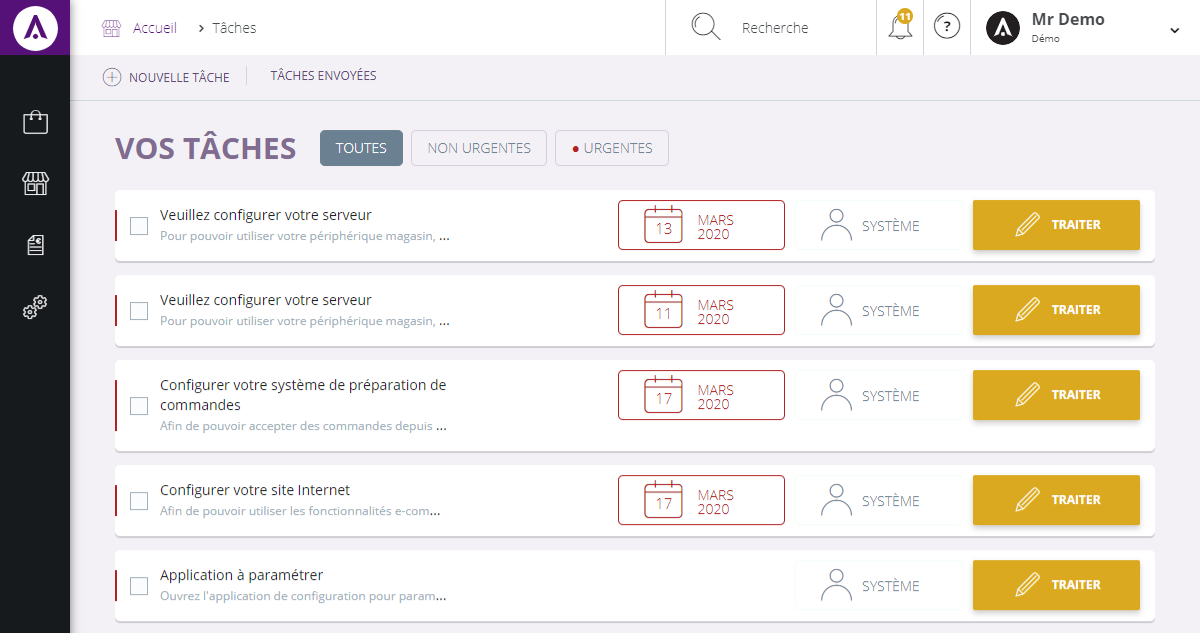 Accueil > Tâches
Recherche
11
?
Mr Demo
Démo
NOUVELLE TÂCHE
TÂCHES ENVOYÉES
VOS TÂCHES
TOUTES
NON URGENTES
• URGENTES
Veuillez configurer votre serveur
Pour pouvoir utiliser votre périphérique magasin, ...
13
MARS
2020
SYSTÈME
TRAITER
Veuillez configurer votre serveur
Pour pouvoir utiliser votre périphérique magasin, ...
11
MARS
2020
SYSTÈME
TRAITER
Configurer votre système de préparation de
commandes
Afin de pouvoir accepter des commandes depuis ...
17
MARS
2020
SYSTÈME
TRAITER
Configurer votre site Internet
Afin de pouvoir utiliser les fonctionnalités e-com...
17
MARS
2020
SYSTÈME
TRAITER
Application à paramétrer
Ouvrez l'application de configuration pour param...
SYSTÈME
TRAITER